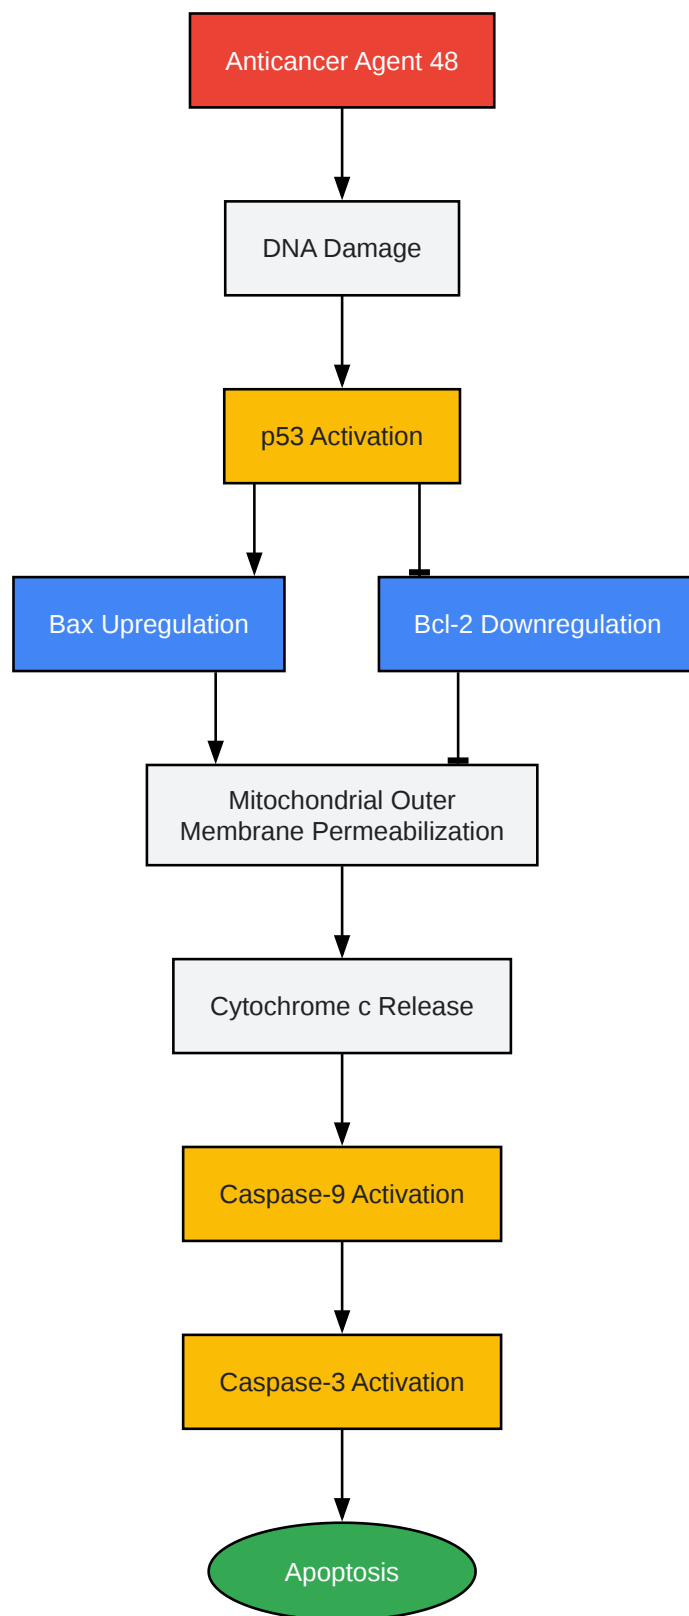 Anticancer Agent 48
DNA Damage
p53 Activation
Bax Upregulation
Bcl-2 Downregulation
Mitochondrial Outer
Membrane Permeabilization
Cytochrome c Release
Caspase-9 Activation
Caspase-3 Activation
Apoptosis